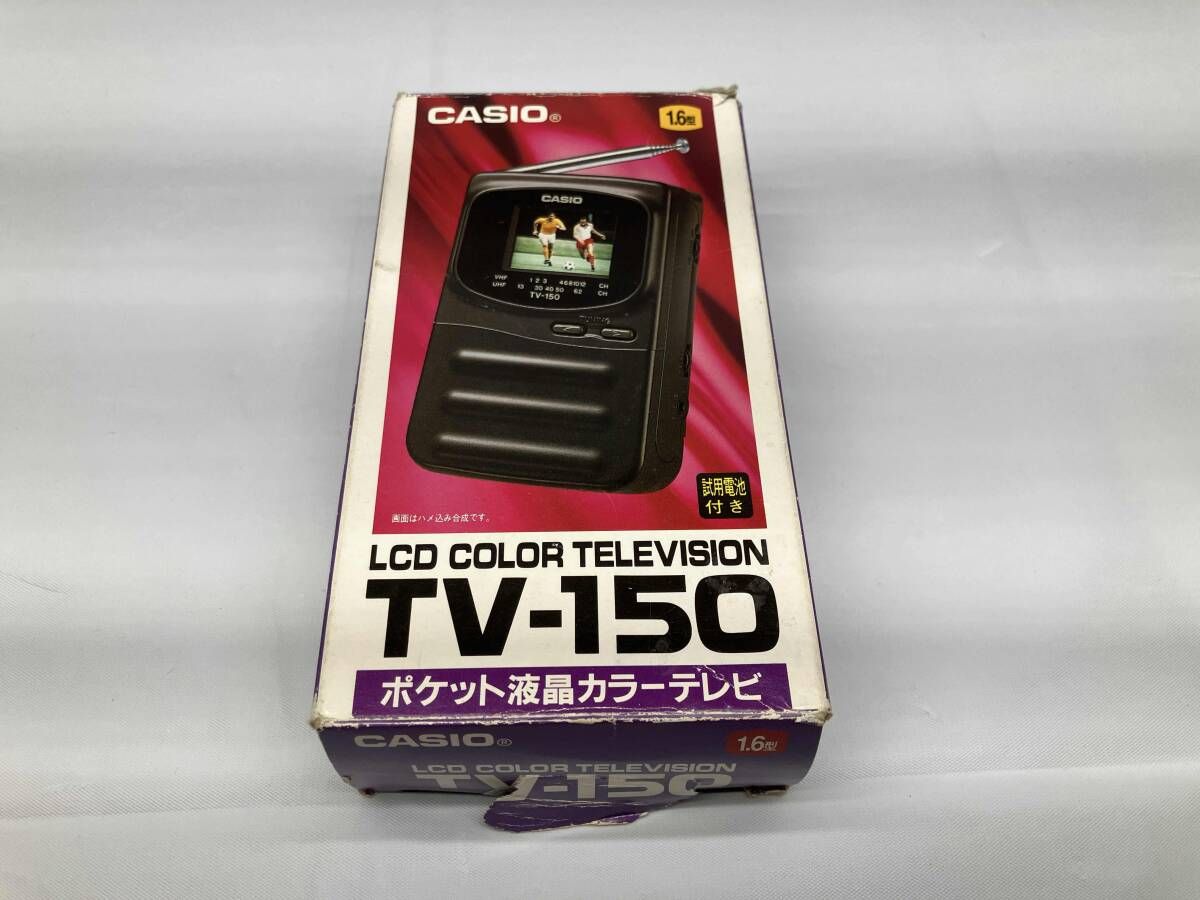 CASIO®
1.6型
CASIO
VHF 1 2 3 4 6 8 10 12 CH
UHF 13 30 40 50 62 CH
TV-150
TUNING
試用電池
付き
画面はハメ込み合成です。
LCD COLOR TELEVISION
TV-150
ポケット液晶カラーテレビ
CASIO®
1.6型
LCD COLOR TELEVISION
TV-150